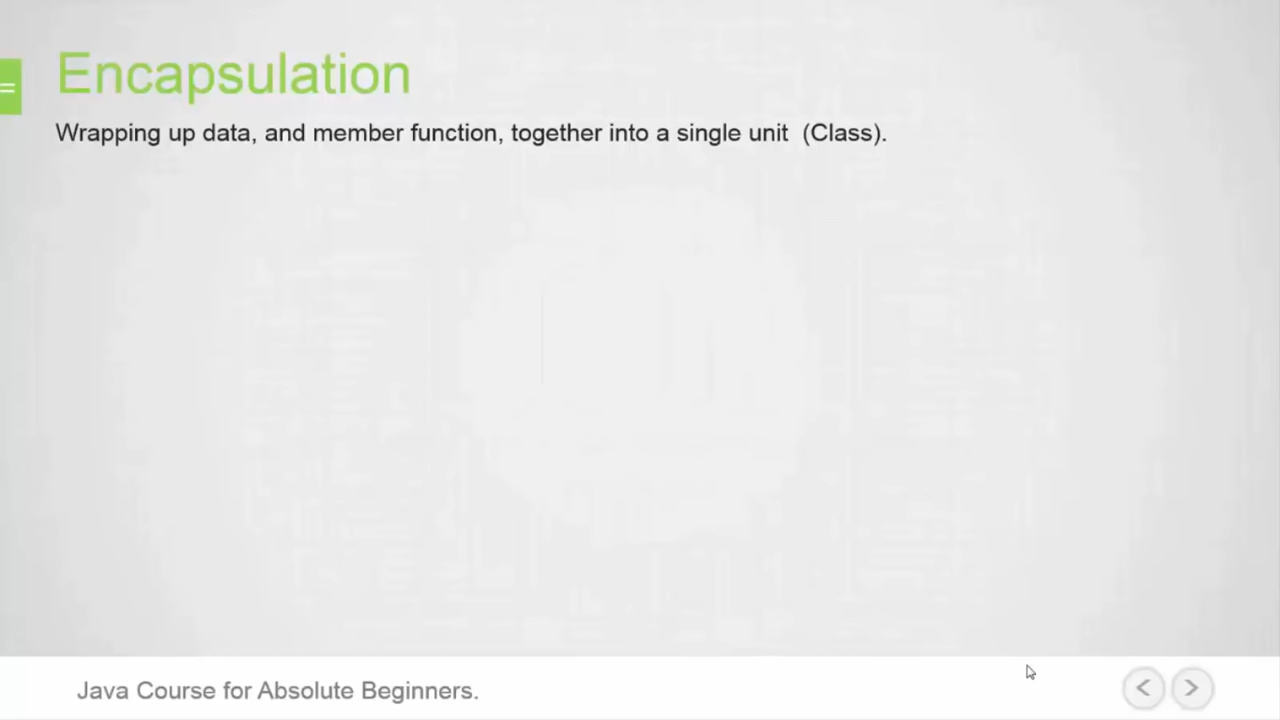 Encapsulation
Wrapping up data, and member function, together into a single unit  (Class).
Java Course for Absolute Beginners.